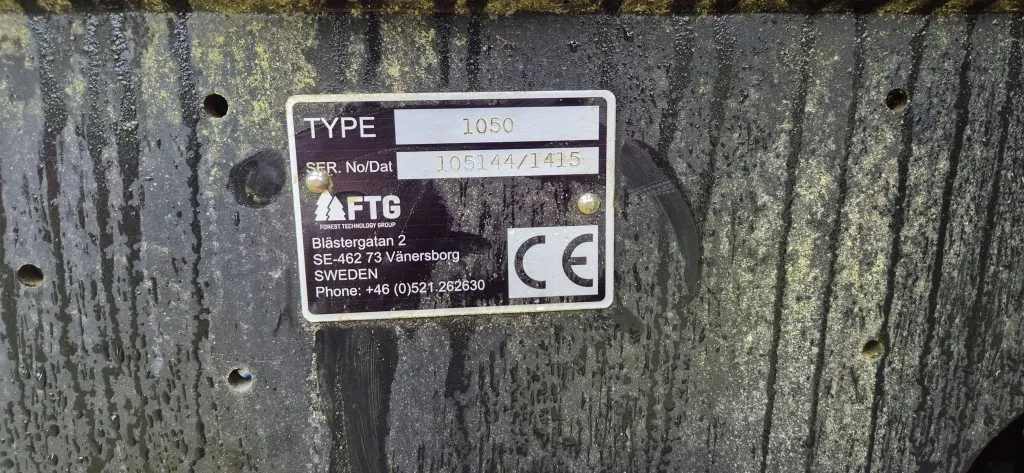 TYPE 1050
SER. No/Dat 105144/1415
FTG
FOREST TECHNOLOGY GROUP
Blästergatan 2
SE-462 73 Vänersborg
SWEDEN
Phone: +46 (0)521.262630
CE